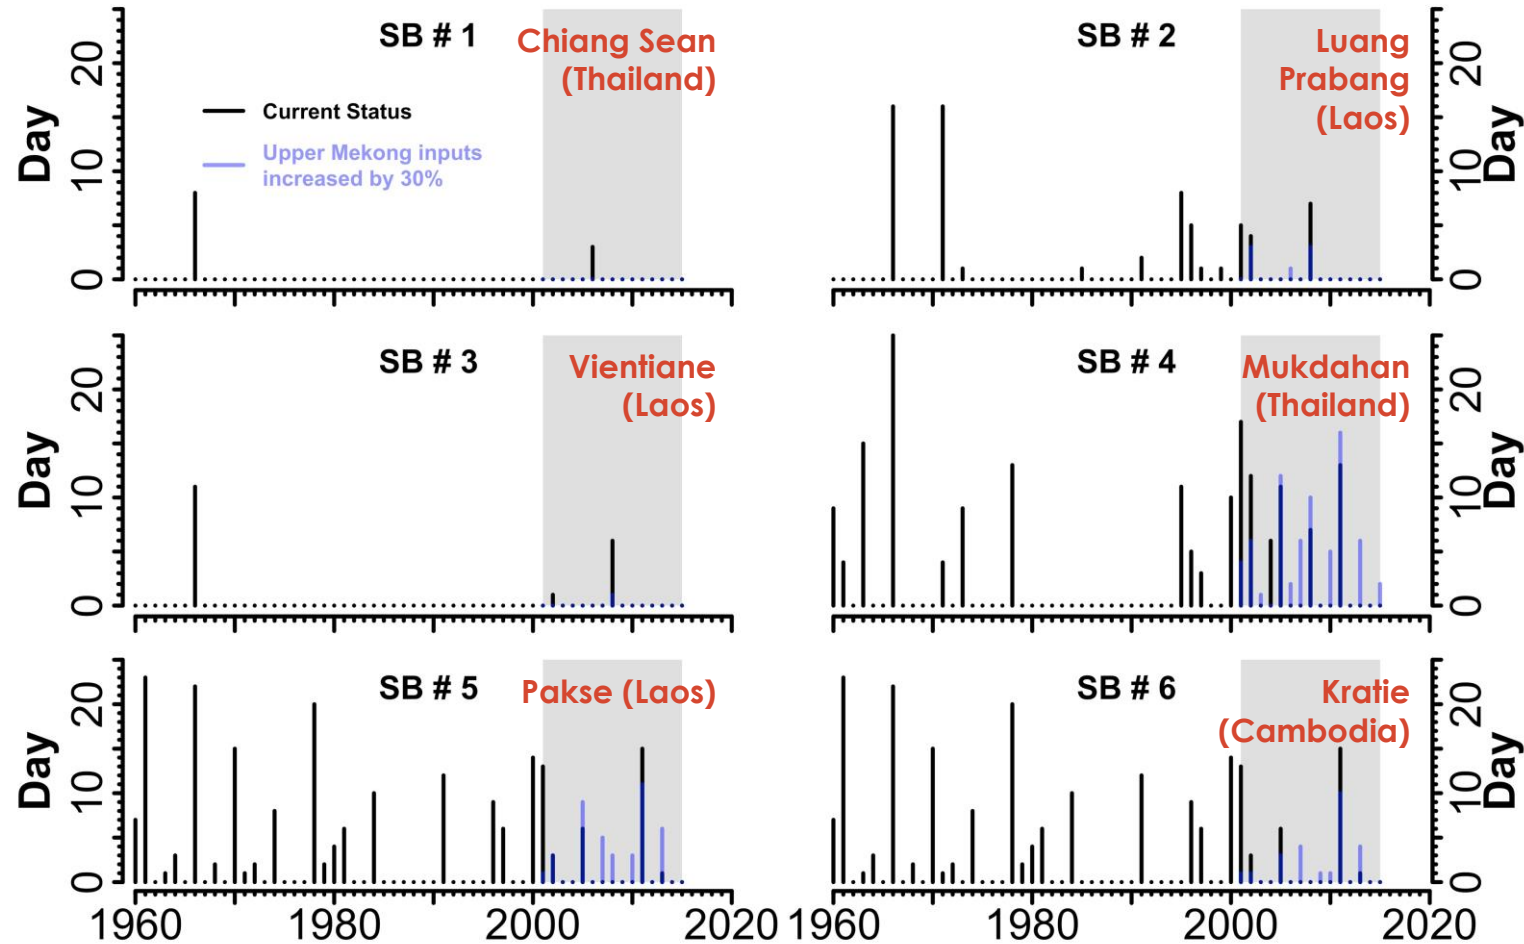 SB # 1
Chiang Sean
(Thailand)
Current Status
Upper Mekong inputs
increased by 30%
Day
0
10
20
SB # 2
Luang
Prabang
(Laos)
Day
0
10
20
SB # 3
Vientiane
(Laos)
Day
0
10
20
SB # 4
Mukdahan
(Thailand)
Day
0
10
20
SB # 5
Pakse (Laos)
Day
0
10
20
1960
1980
2000
2020
SB # 6
Kratie
(Cambodia)
Day
0
10
20
1960
1980
2000
2020